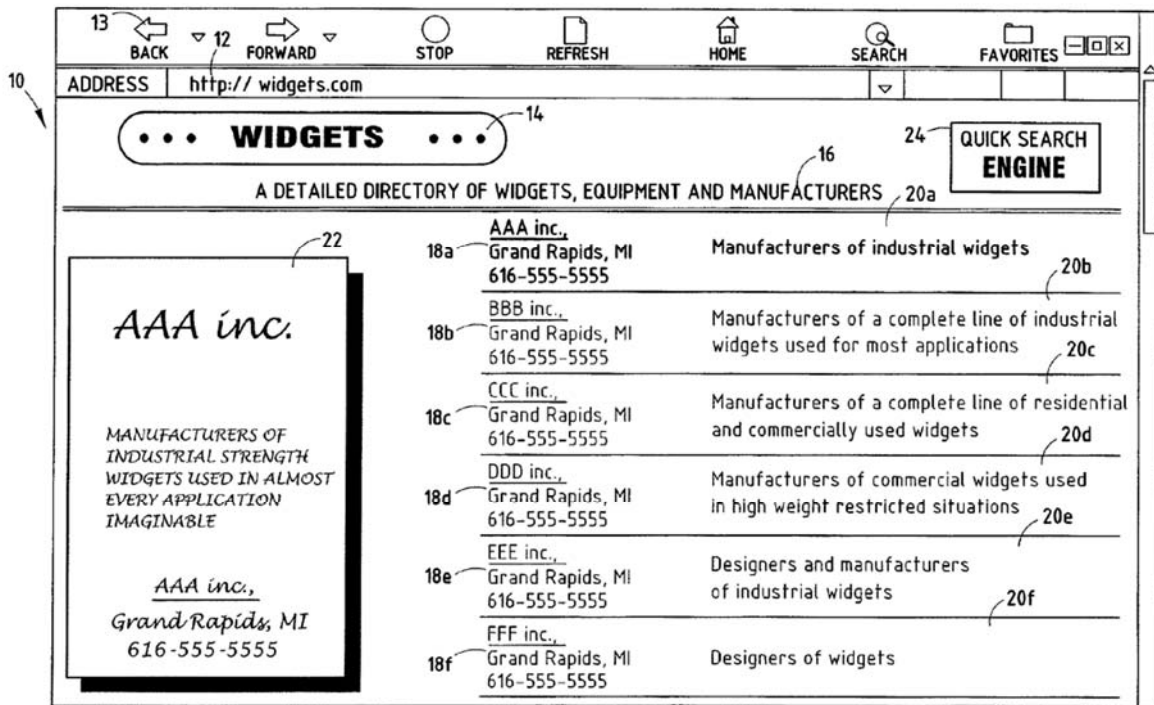 13
BACK FORWARD STOP REFRESH HOME SEARCH FAVORITES
12
10
ADDRESS http:// widgets.com
• • • WIDGETS • • •
14
24
QUICK SEARCH
ENGINE
16
A DETAILED DIRECTORY OF WIDGETS, EQUIPMENT AND MANUFACTURERS
20a
22
AAA inc.
MANUFACTURERS OF
INDUSTRIAL STRENGTH
WIDGETS USED IN ALMOST
EVERY APPLICATION
IMAGINABLE
AAA inc.,
Grand Rapids, MI
616-555-5555
AAA inc.,
18a Grand Rapids, MI
616-555-5555
Manufacturers of industrial widgets
20b
BBB inc.,
18b Grand Rapids, MI
616-555-5555
Manufacturers of a complete line of industrial
widgets used for most applications
20c
CCC inc.,
18c Grand Rapids, MI
616-555-5555
Manufacturers of a complete line of residential
and commercially used widgets
20d
DDD inc.,
18d Grand Rapids, MI
616-555-5555
Manufacturers of commercial widgets used
in high weight restricted situations
20e
EEE inc.,
18e Grand Rapids, MI
616-555-5555
Designers and manufacturers
of industrial widgets
20f
FFF inc.,
18f Grand Rapids, MI
616-555-5555
Designers of widgets